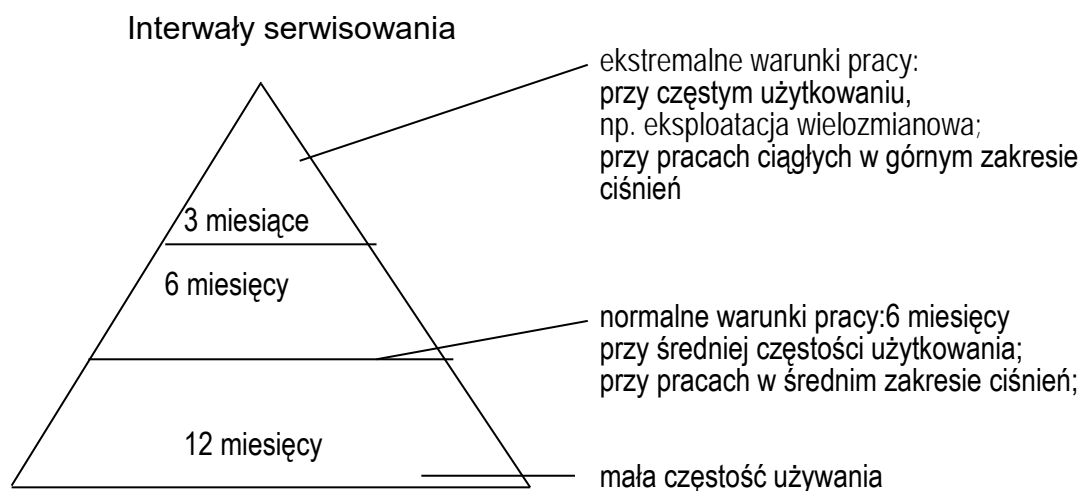 Interwały serwisowania
ekstremalne warunki pracy:
przy częstym użytkowaniu,
np. eksploatacja wielozmianowa;
przy pracach ciągłych w górnym zakresie
ciśnień
3 miesiące
6 miesięcy
normalne warunki pracy:6 miesięcy
przy średniej częstości użytkowania;
przy pracach w średnim zakresie ciśnień;
12 miesięcy
mała częstość używania